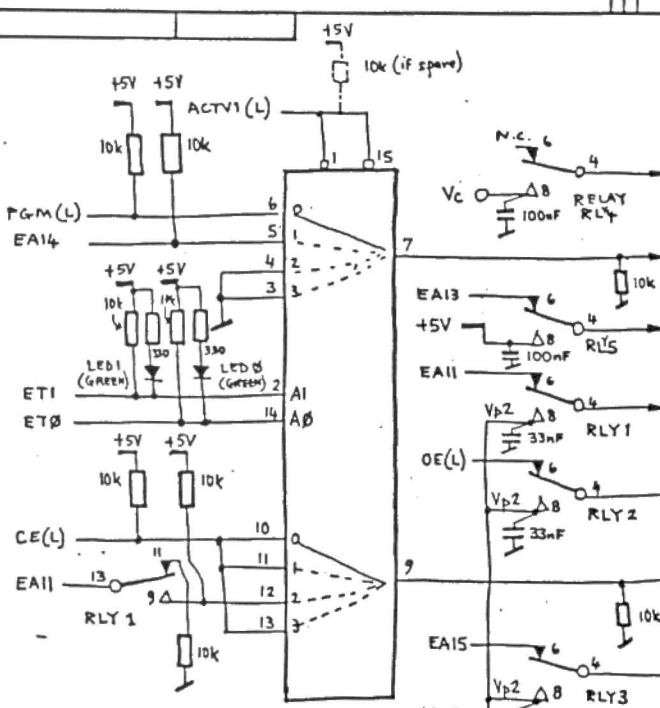 +5V
10k (if spare)
+5V +5V
ACTV1(L)
10k 10k
1 15
N.C. 6
4
Vc 8
RELAY
RLY4
100nF
PGM(L) 6 0
EA14 5 1
4 2
3 3
7
10k
+5V +5V
10k 1k
330 330
LED1
(GREEN)
LEDØ
(GREEN)
EA13 6
4
+5V 8
RLY5
100nF
ET1 2 A1
ETØ 14 AØ
EA11 6
4
Vp2 8
RLY1
33nF
+5V +5V
10k 10k
OE(L) 6
4
Vp2 8
RLY2
33nF
CE(L) 10 0
11 1
12 2
13 3
9
EA11 13 11
9
RLY 1
10k
10k
EA15 6
4
Vp2 8
RLY3